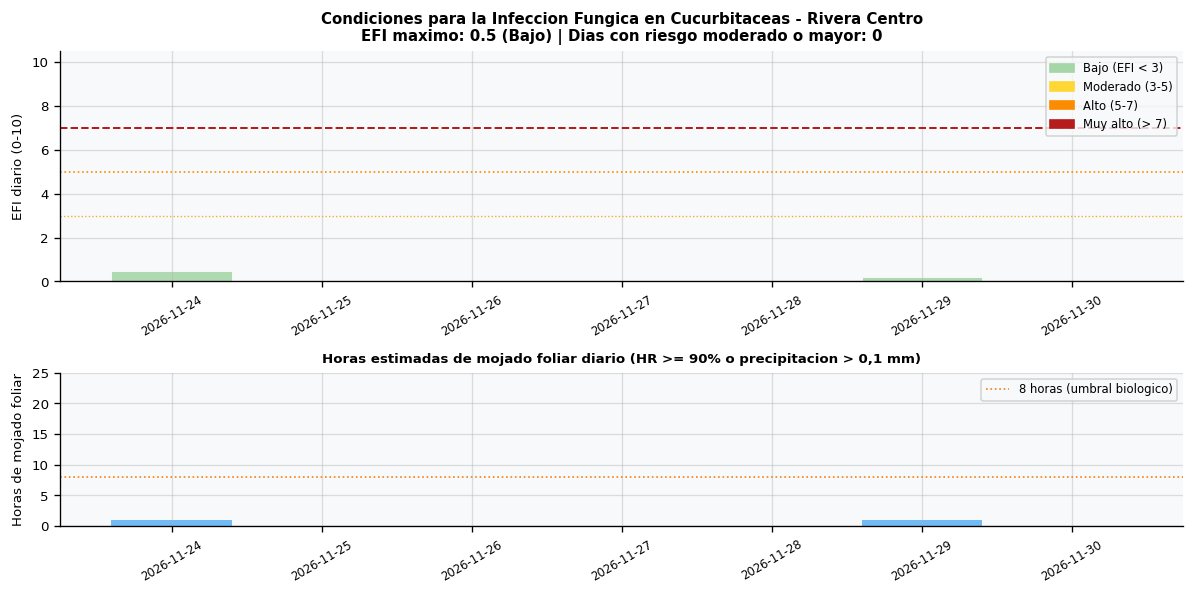 Condiciones para la Infeccion Fungica en Cucurbitaceas - Rivera Centro
EFI maximo: 0.5 (Bajo) | Dias con riesgo moderado o mayor: 0
EFI diario (0-10)
10
8
6
4
2
0
Bajo (EFI < 3)
Moderado (3-5)
Alto (5-7)
Muy alto (> 7)
2026-11-24
2026-11-25
2026-11-26
2026-11-27
2026-11-28
2026-11-29
2026-11-30
Horas estimadas de mojado foliar diario (HR >= 90% o precipitacion > 0,1 mm)
Horas de mojado foliar
25
20
15
10
5
0
8 horas (umbral biologico)
2026-11-24
2026-11-25
2026-11-26
2026-11-27
2026-11-28
2026-11-29
2026-11-30